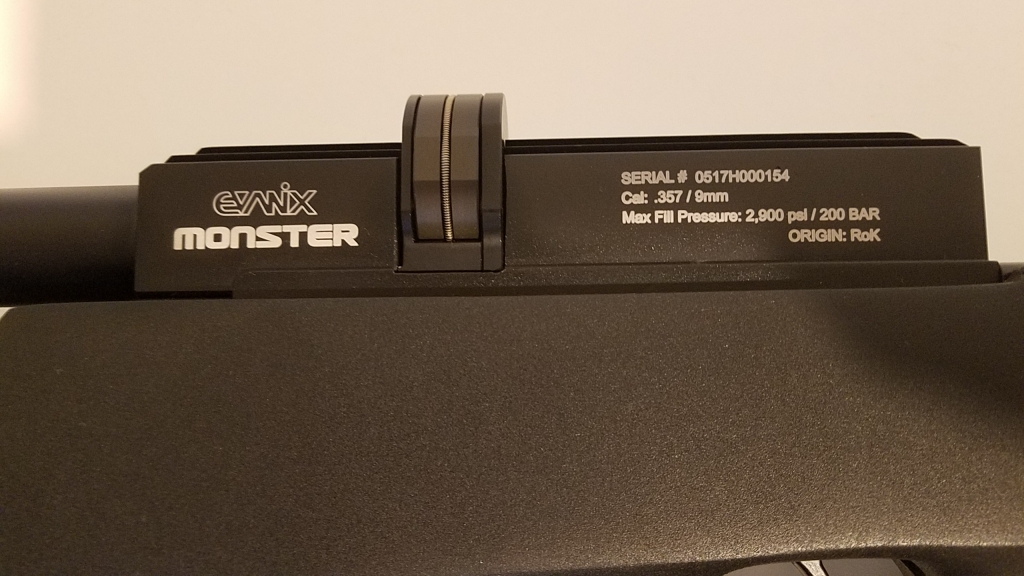 EVANIX
MONSTER
SERIAL # 0517H000154
Cal: .357 / 9mm
Max Fill Pressure: 2,900 psi / 200 BAR
ORIGIN: RoK